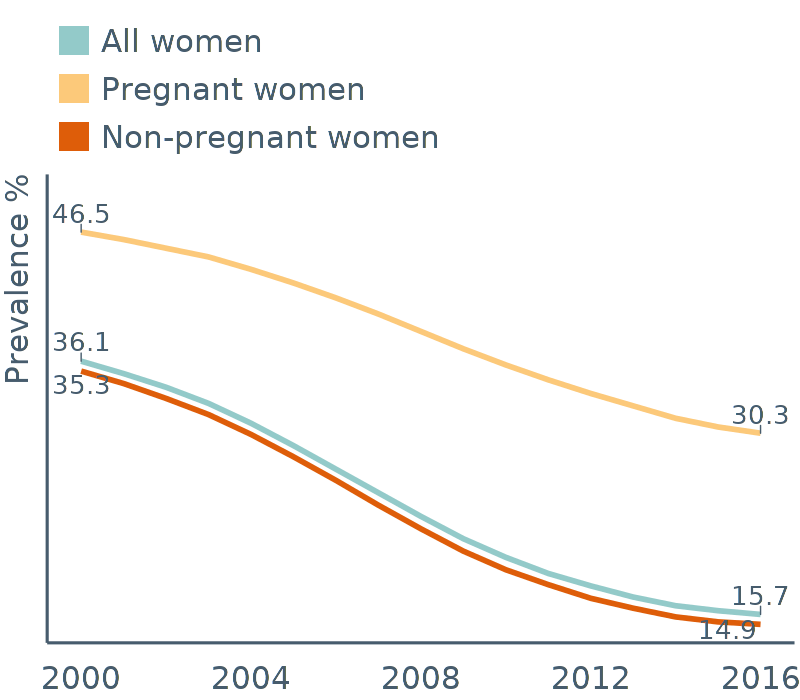 All women
Pregnant women
Non-pregnant women
Prevalence %
46.5
36.1
35.3
30.3
15.7
14.9
2000 2004 2008 2012 2016